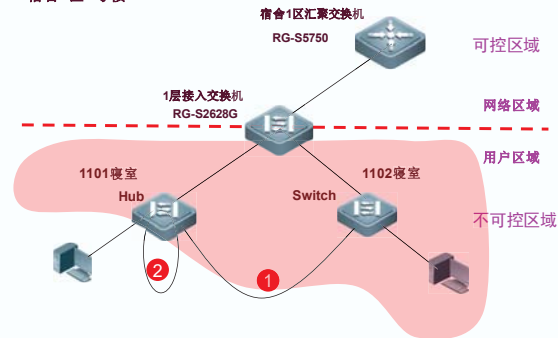 宿舍1区汇聚交换机
RG-S5750
可控区域
1层接入交换机
RG-S2628G
网络区域
用户区域
1101寝室
Hub
1102寝室
Switch
不可控区域
2
1